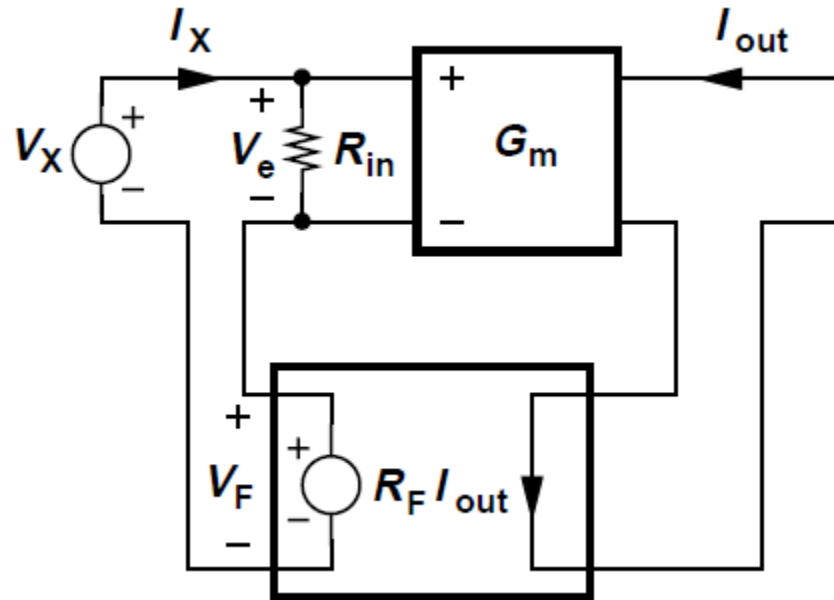 I_X
I_out
+
V_X
−
+
V_e
−
R_in
+
−
G_m
+
V_F
−
+
−
R_F I_out